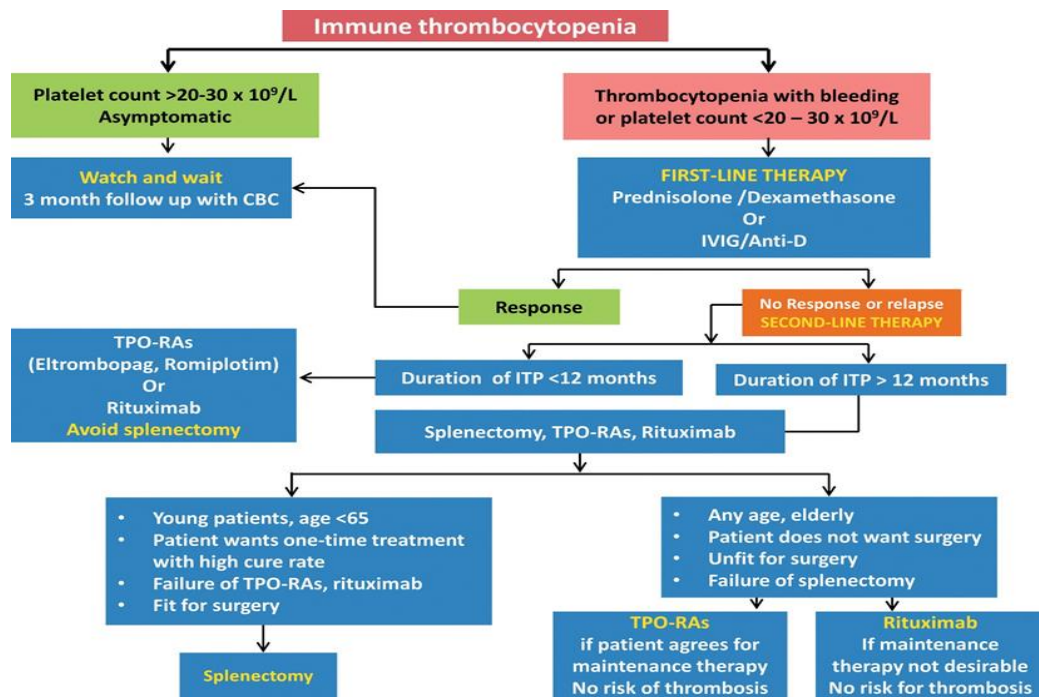 Immune thrombocytopenia
Platelet count >20-30 x 10⁹/L
Asymptomatic
Thrombocytopenia with bleeding
or platelet count <20 – 30 x 10⁹/L
Watch and wait
3 month follow up with CBC
FIRST-LINE THERAPY
Prednisolone /Dexamethasone
Or
IVIG/Anti-D
Response
No Response or relapse
SECOND-LINE THERAPY
TPO-RAs
(Eltrombopag, Romiplotim)
Or
Rituximab
Avoid splenectomy
Duration of ITP <12 months
Duration of ITP > 12 months
Splenectomy, TPO-RAs, Rituximab
• Young patients, age <65
• Patient wants one-time treatment
with high cure rate
• Failure of TPO-RAs, rituximab
• Fit for surgery
• Any age, elderly
• Patient does not want surgery
• Unfit for surgery
• Failure of splenectomy
Splenectomy
TPO-RAs
if patient agrees for
maintenance therapy
No risk of thrombosis
Rituximab
If maintenance
therapy not desirable
No risk for thrombosis